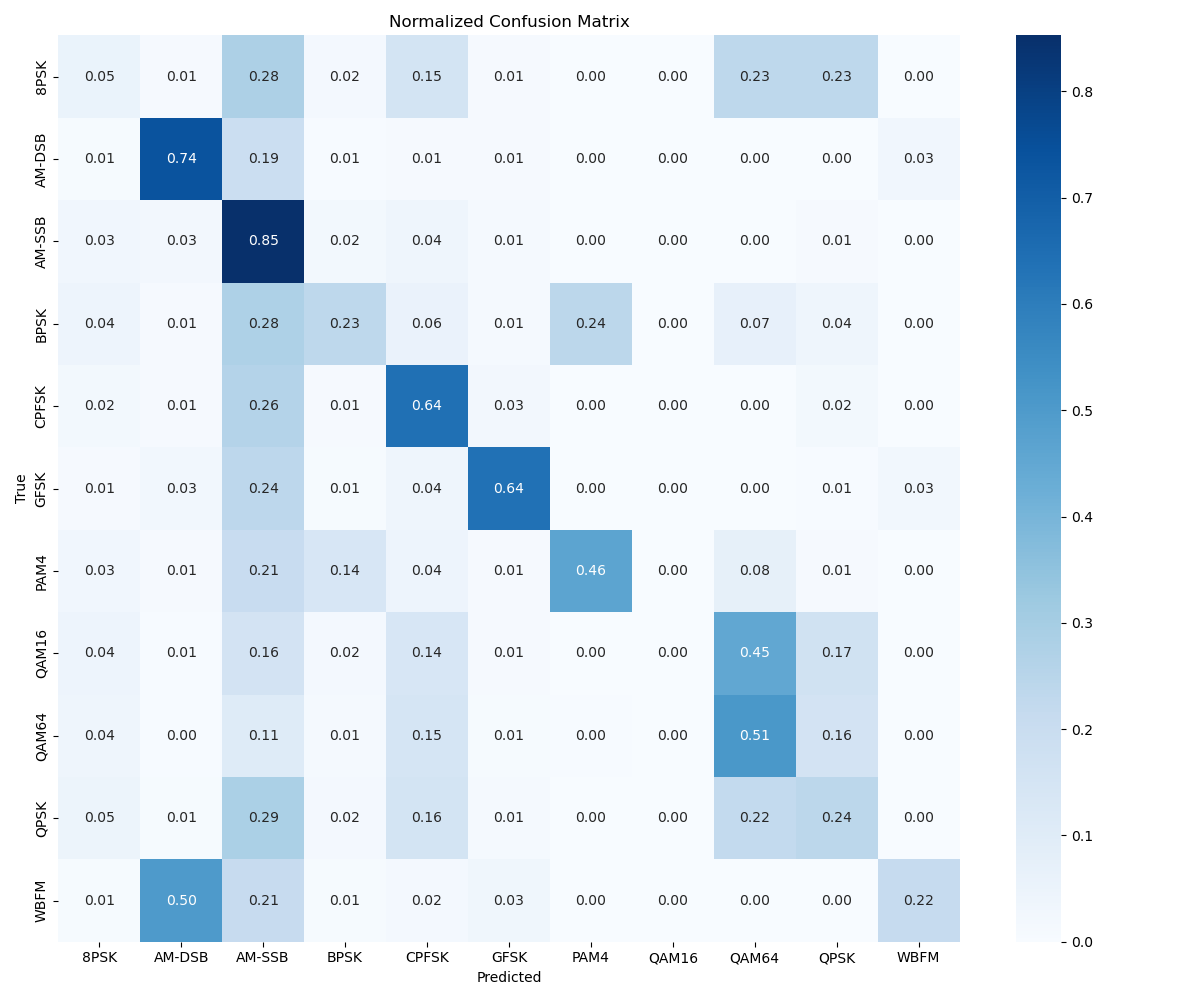 Normalized Confusion Matrix
True
8PSK 0.05 0.01 0.28 0.02 0.15 0.01 0.00 0.00 0.23 0.23 0.00
AM-DSB 0.01 0.74 0.19 0.01 0.01 0.01 0.00 0.00 0.00 0.00 0.03
AM-SSB 0.03 0.03 0.85 0.02 0.04 0.01 0.00 0.00 0.00 0.01 0.00
BPSK 0.04 0.01 0.28 0.23 0.06 0.01 0.24 0.00 0.07 0.04 0.00
CPFSK 0.02 0.01 0.26 0.01 0.64 0.03 0.00 0.00 0.00 0.02 0.00
GFSK 0.01 0.03 0.24 0.01 0.04 0.64 0.00 0.00 0.00 0.01 0.03
PAM4 0.03 0.01 0.21 0.14 0.04 0.01 0.46 0.00 0.08 0.01 0.00
QAM16 0.04 0.01 0.16 0.02 0.14 0.01 0.00 0.00 0.45 0.17 0.00
QAM64 0.04 0.00 0.11 0.01 0.15 0.01 0.00 0.00 0.51 0.16 0.00
QPSK 0.05 0.01 0.29 0.02 0.16 0.01 0.00 0.00 0.22 0.24 0.00
WBFM 0.01 0.50 0.21 0.01 0.02 0.03 0.00 0.00 0.00 0.00 0.22
8PSK AM-DSB AM-SSB BPSK CPFSK GFSK PAM4 QAM16 QAM64 QPSK WBFM
Predicted
0.8
0.7
0.6
0.5
0.4
0.3
0.2
0.1
0.0